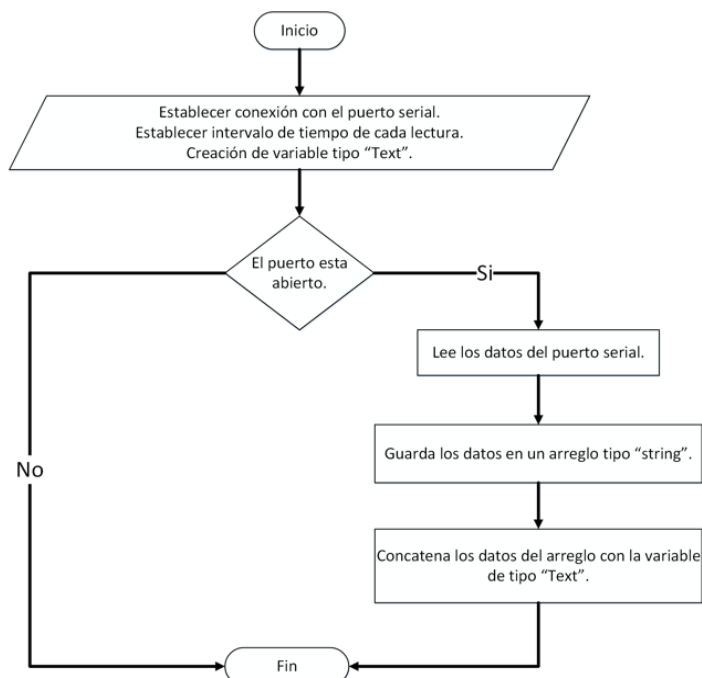 Inicio
Establecer conexión con el puerto serial.
Establecer intervalo de tiempo de cada lectura.
Creación de variable tipo “Text”.
El puerto esta
abierto.
Si
Lee los datos del puerto serial.
Guarda los datos en un arreglo tipo “string”.
No
Concatena los datos del arreglo con la variable
de tipo “Text”.
Fin